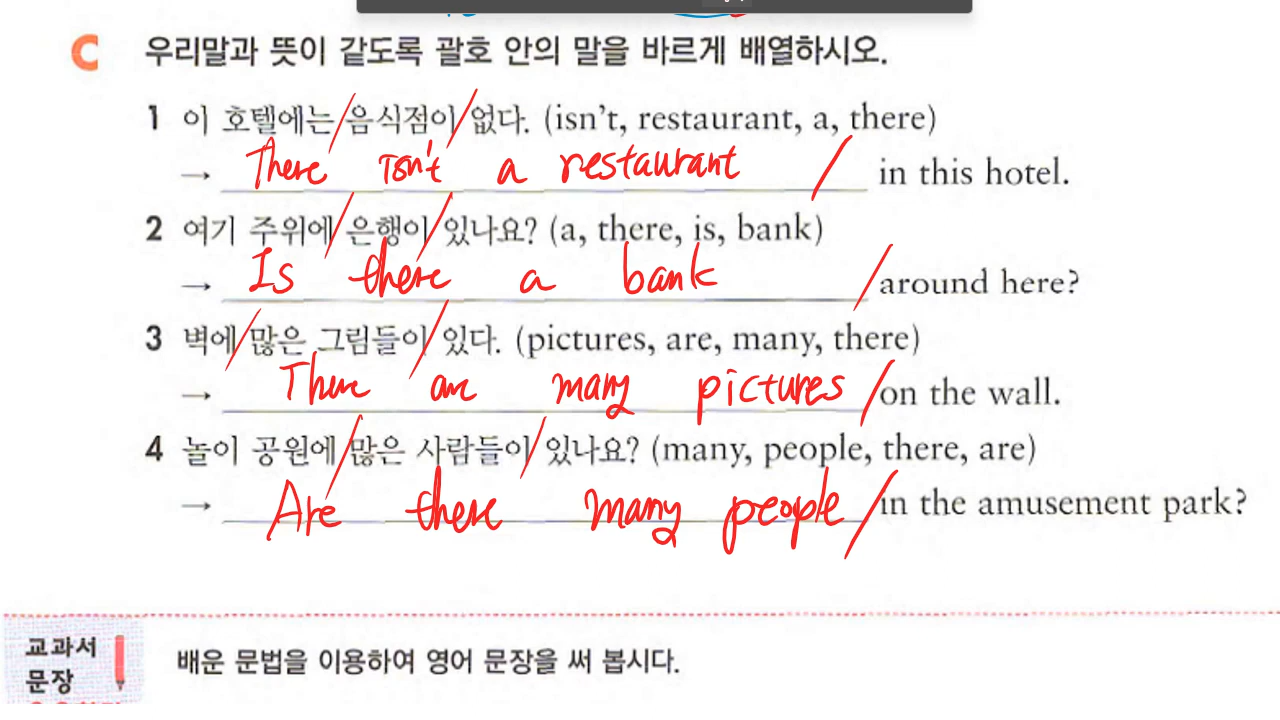 C 우리말과 뜻이 같도록 괄호 안의 말을 바르게 배열하시오.
1 이 호텔에는/음식점이/없다. (isn't, restaurant, a, there)
→ There isn't a restaurant / in this hotel.
2 여기 주위에/은행이/있나요? (a, there, is, bank)
→ Is there a bank / around here?
3 벽에/많은 그림들이/있다. (pictures, are, many, there)
→ There are many pictures / on the wall.
4 놀이 공원에/많은 사람들이/있나요? (many, people, there, are)
→ Are there many people / in the amusement park?
교과서
문장
배운 문법을 이용하여 영어 문장을 써 봅시다.